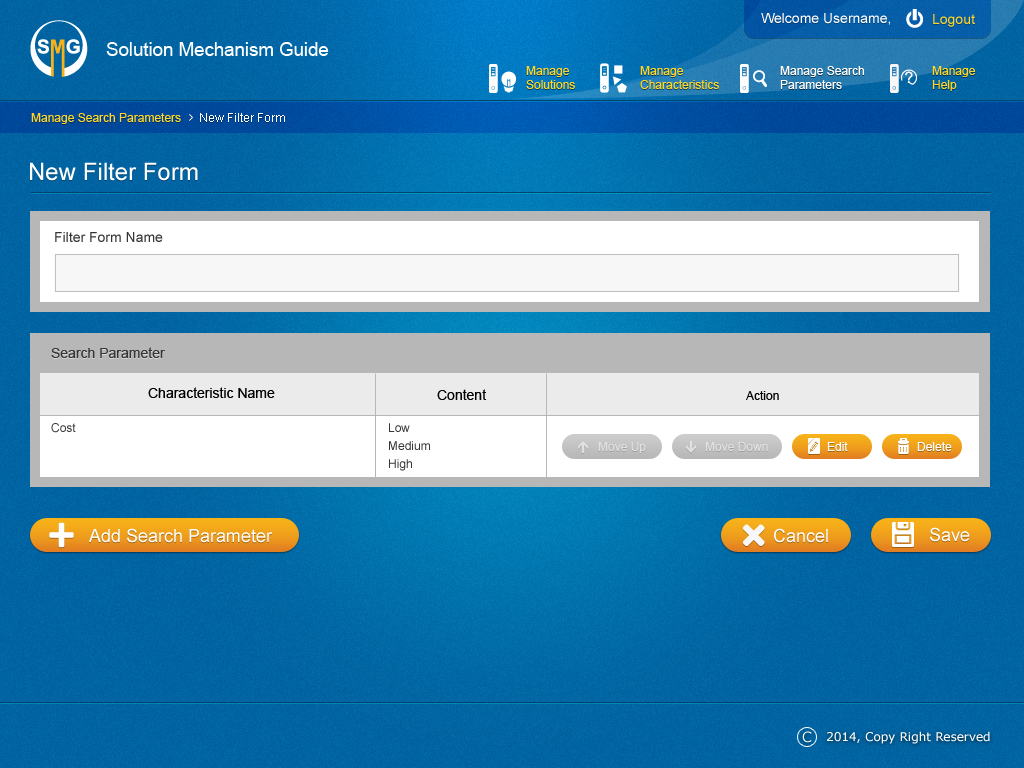 Welcome Username, Logout
SMG
Solution Mechanism Guide
Manage
Solutions
Manage
Characteristics
Manage Search
Parameters
Manage
Help
Manage Search Parameters > New Filter Form
New Filter Form
Filter Form Name
Search Parameter
Characteristic Name Content Action
Cost
Low
Medium
High
Move Up Move Down Edit Delete
Add Search Parameter Cancel Save
© 2014, Copy Right Reserved